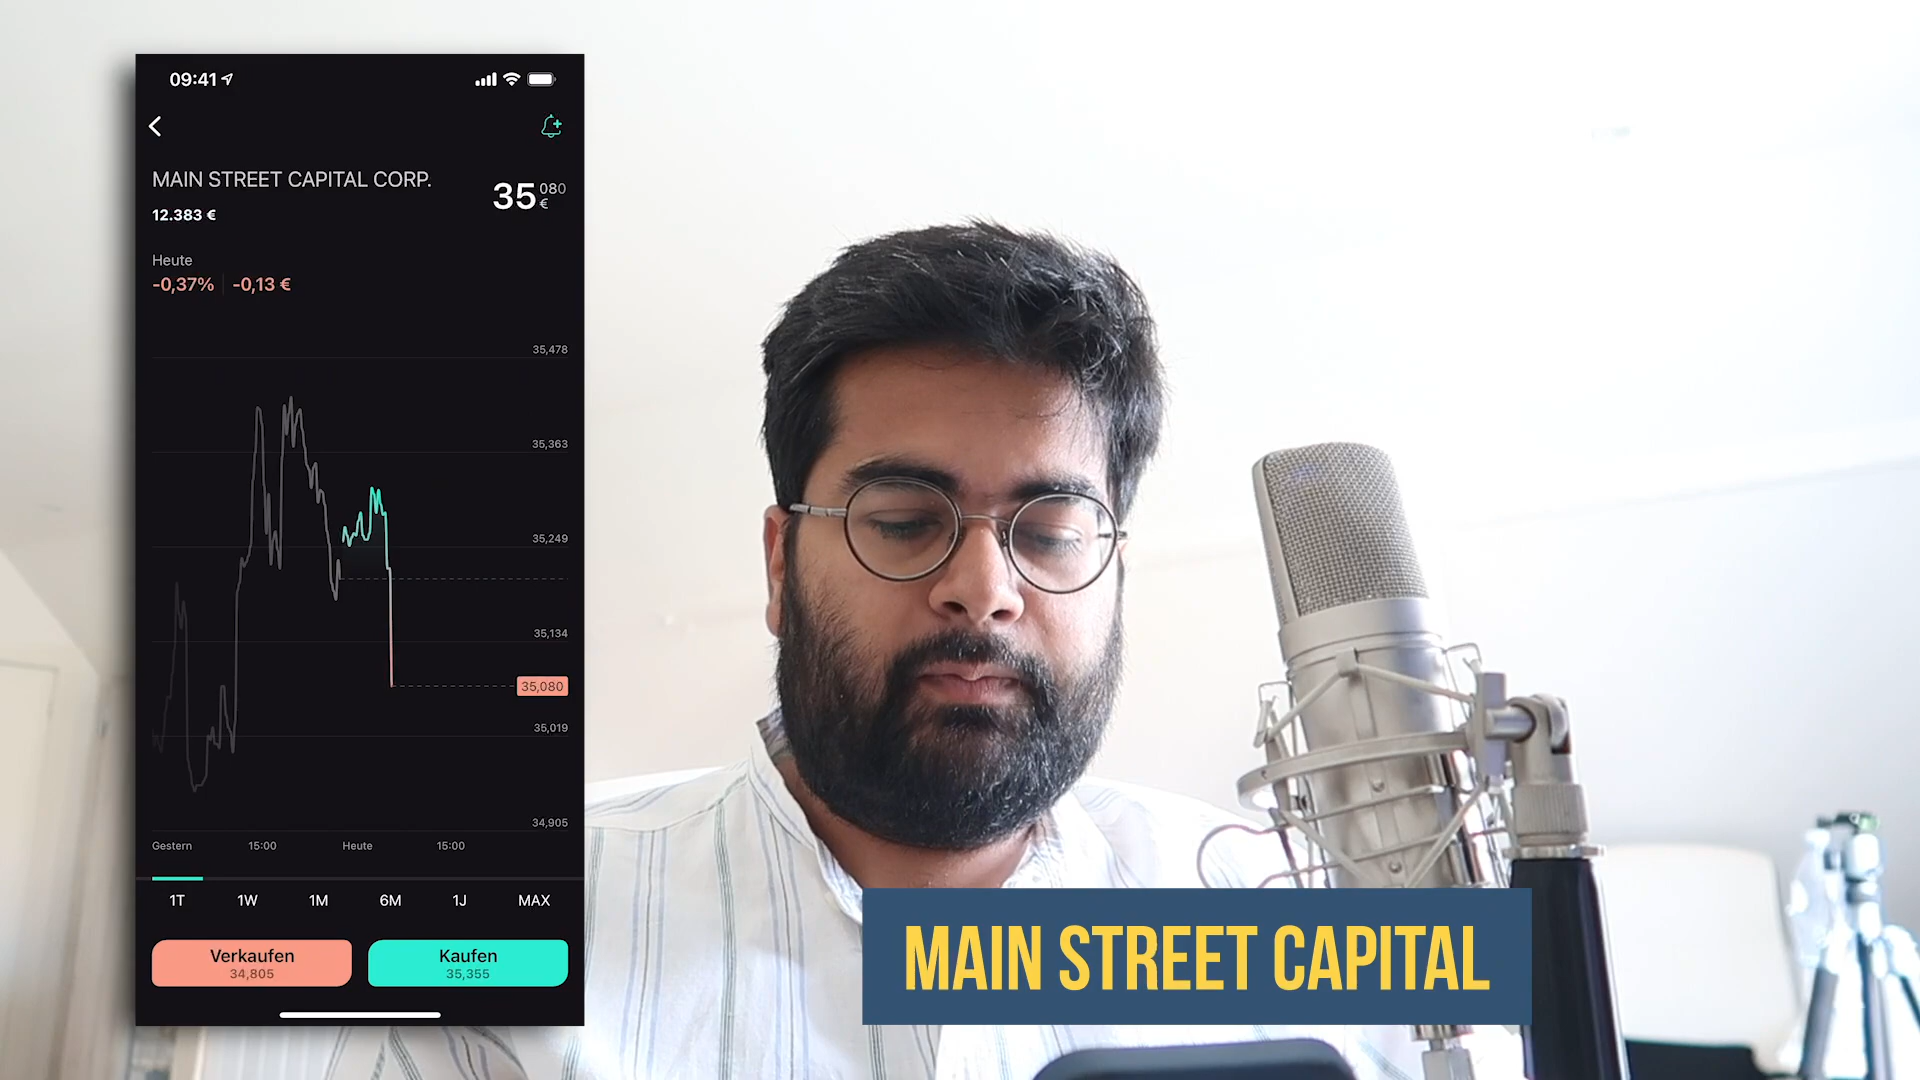 09:41
MAIN STREET CAPITAL CORP.
35 080 €
12.383 €
Heute
-0,37% -0,13 €
35,478
35,363
35,249
35,134
35,080
35,019
34,905
Gestern 15:00 Heute 15:00
1T 1W 1M 6M 1J MAX
Verkaufen Kaufen
34,805 35,355
MAIN STREET CAPITAL